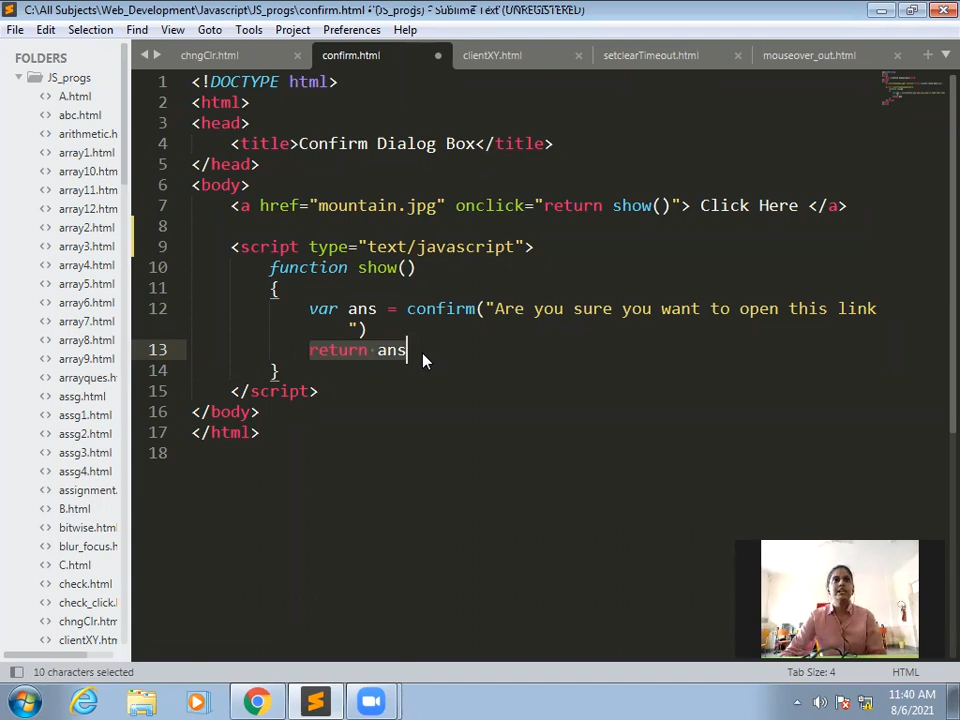 C:\All Subjects\Web_Development\Javascript\JS_progs\confirm.html • (JS_progs) - Sublime Text (UNREGISTERED)
File Edit Selection Find View Goto Tools Project Preferences Help
FOLDERS
JS_progs
A.html
abc.html
arithmetic.h
array1.html
array10.html
array11.html
array12.html
array2.html
array3.html
array4.html
array5.html
array6.html
array7.html
array8.html
array9.html
arrayques.ht
assg.html
assg1.html
assg2.html
assg3.html
assg4.html
assignment.
B.html
bitwise.html
blur_focus.h
C.html
check.html
check_click.l
chngClr.html
clientXY.html
chngClr.html confirm.html clientXY.html setclearTimeout.html mouseover_out.html
1 <!DOCTYPE html>
2 <html>
3 <head>
4 <title>Confirm Dialog Box</title>
5 </head>
6 <body>
7 <a href="mountain.jpg" onclick="return show()"> Click Here </a>
8
9 <script type="text/javascript">
10 function show()
11 {
12 var ans = confirm("Are you sure you want to open this link
")
13 return ans
14 }
15 </script>
16 </body>
17 </html>
18
10 characters selected Tab Size: 4 HTML
11:40 AM
8/6/2021